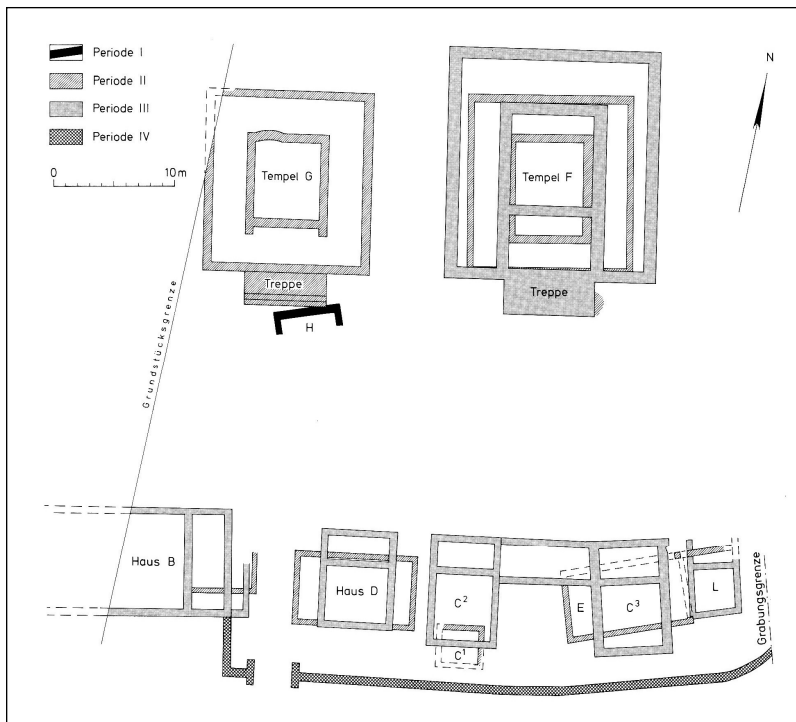 Periode I
Periode II
Periode III
Periode IV
0 10 m
N
Tempel G
Tempel F
Treppe
Treppe
H
Grundstücksgrenze
Haus B
Haus D
C²
C¹
E
C³
L
Grabungsgrenze